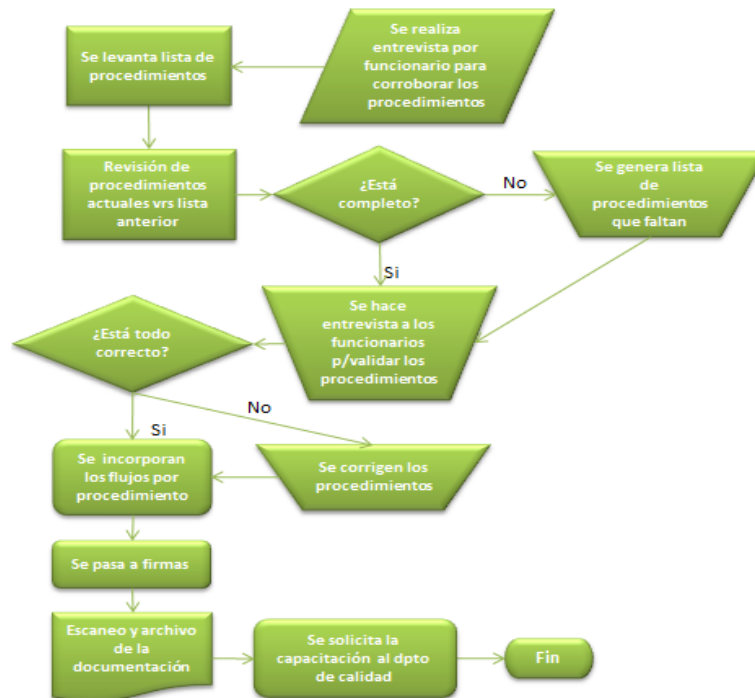 Se levanta lista de
procedimientos
Se realiza
entrevista por
funcionario para
corroborar los
procedimientos
Revisión de
procedimientos
actuales vrs lista
anterior
¿Está
completo?
No
Se genera lista
de
procedimientos
que faltan
Si
Se hace
entrevista a los
funcionarios
p/validar los
procedimientos
¿Está todo
correcto?
No
Si
Se incorporan
los flujos por
procedimiento
Se corrigen los
procedimientos
Se pasa a firmas
Escaneo y archivo
de la
documentación
Se solicita la
capacitación al dpto
de calidad
Fin